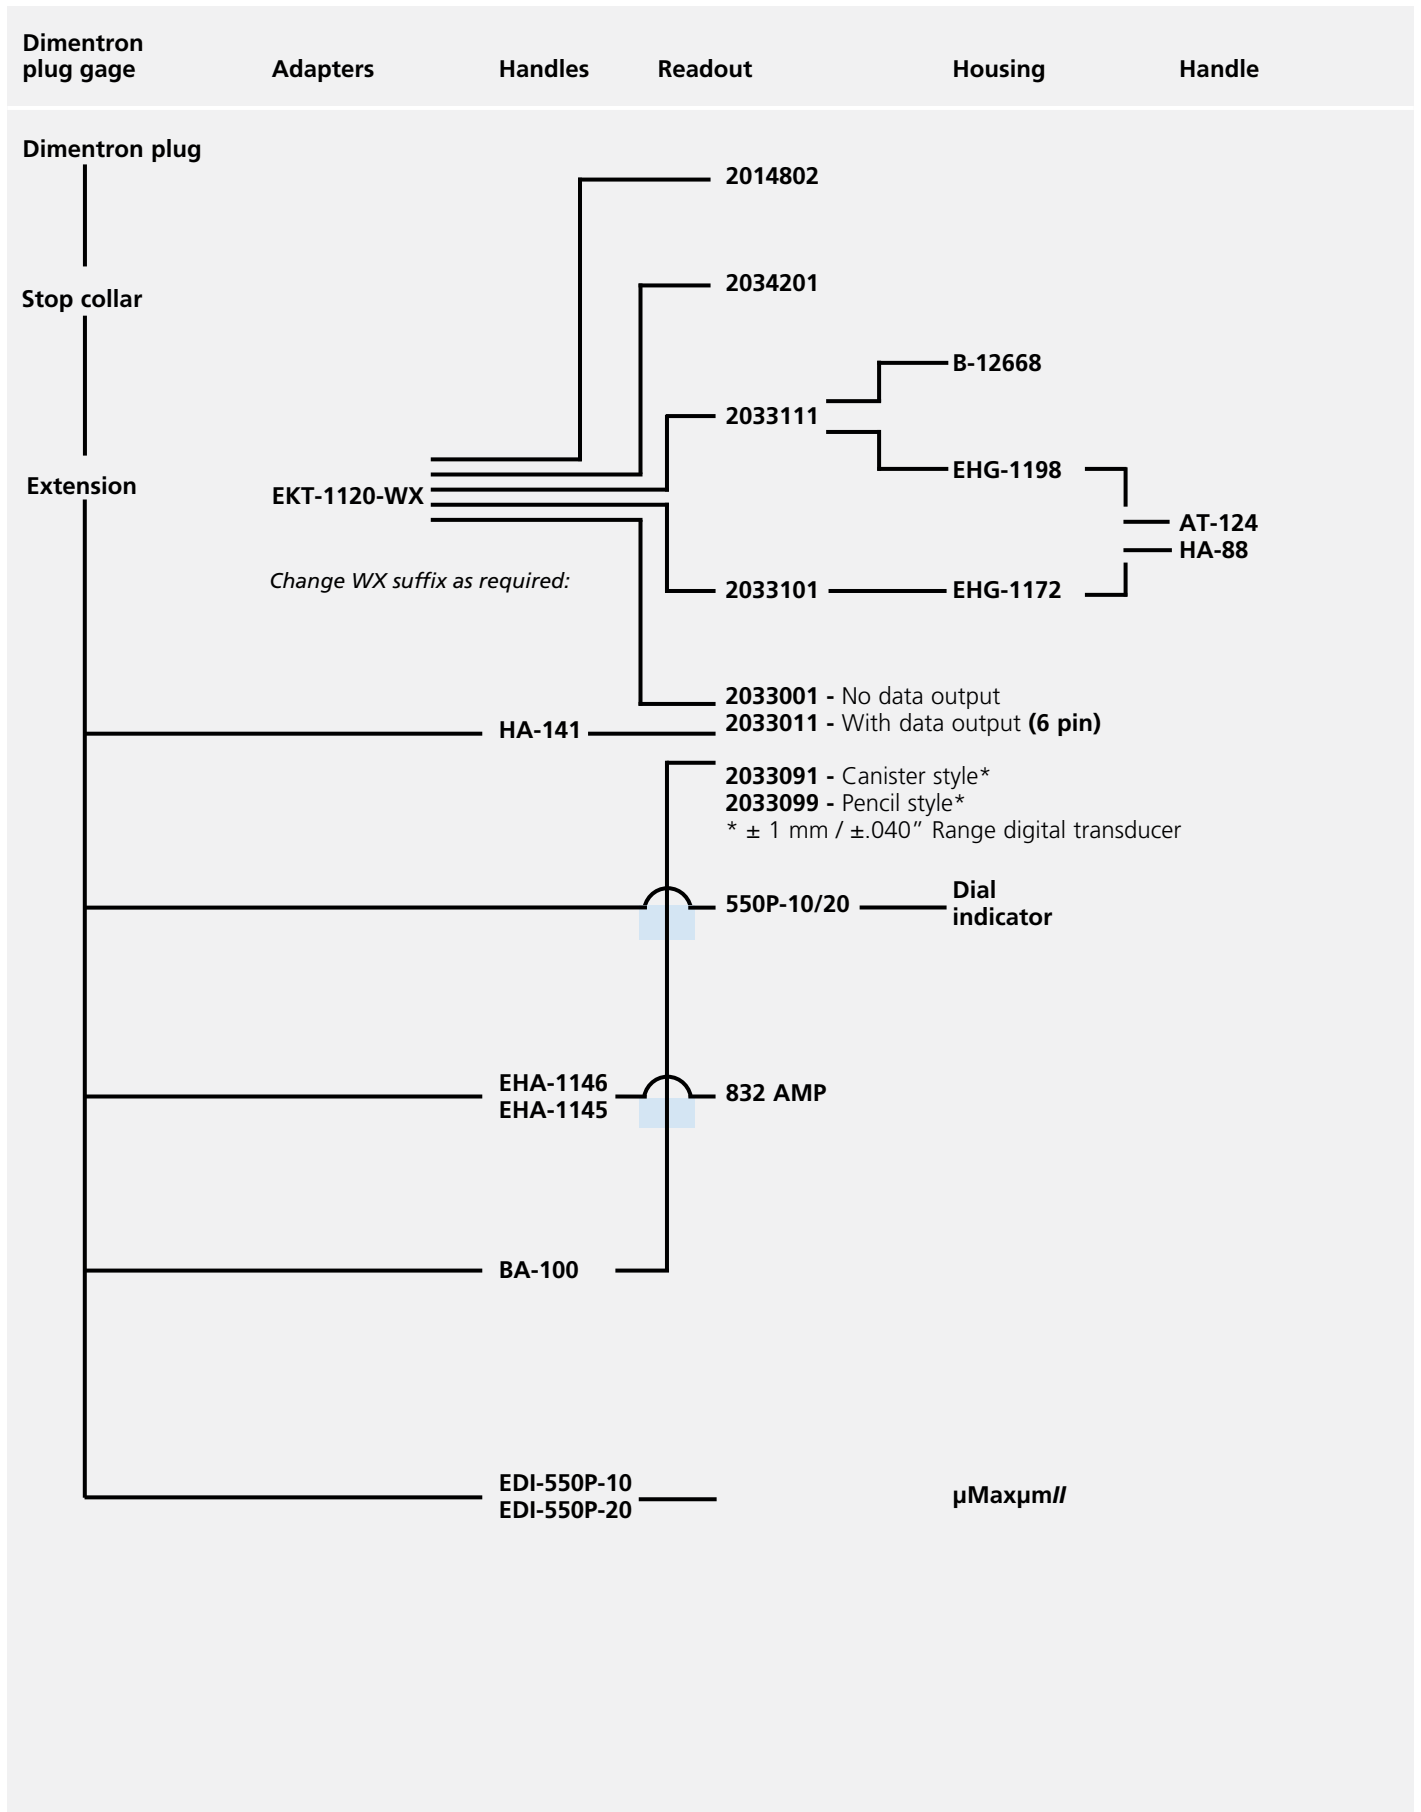 Dimentron
plug gage
Adapters
Handles
Readout
Housing
Handle
Dimentron plug
2014802
2034201
Stop collar
B-12668
2033111
EHG-1198
Extension
EKT-1120-WX
AT-124
HA-88
Change WX suffix as required:
2033101
EHG-1172
2033001 - No data output
2033011 - With data output (6 pin)
HA-141
2033091 - Canister style*
2033099 - Pencil style*
* ± 1 mm / ±.040” Range digital transducer
550P-10/20
Dial
indicator
EHA-1146
EHA-1145
832 AMP
BA-100
EDI-550P-10
EDI-550P-20
µMaxµmII